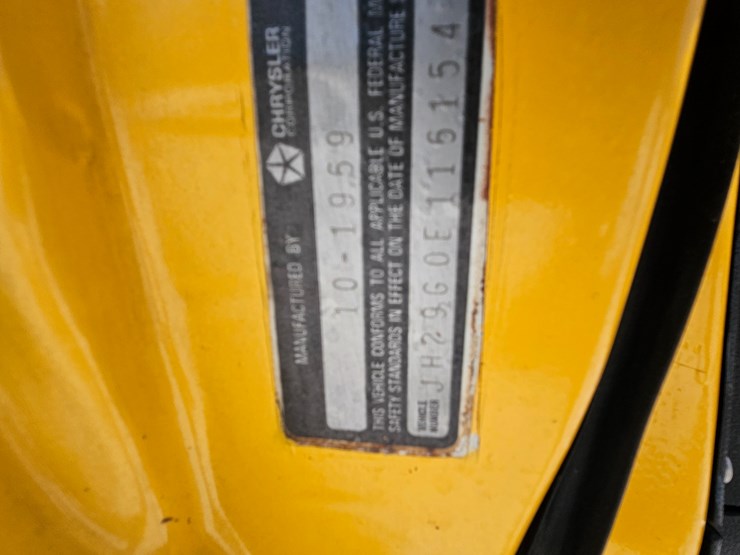 MANUFACTURED BY CHRYSLER
CORPORATION
10-1969
THIS VEHICLE CONFORMS TO ALL APPLICABLE U.S. FEDERAL M
SAFETY STANDARDS IN EFFECT ON THE DATE OF MANUFACTURE
VEHICLE
NUMBER JH29G0E116154